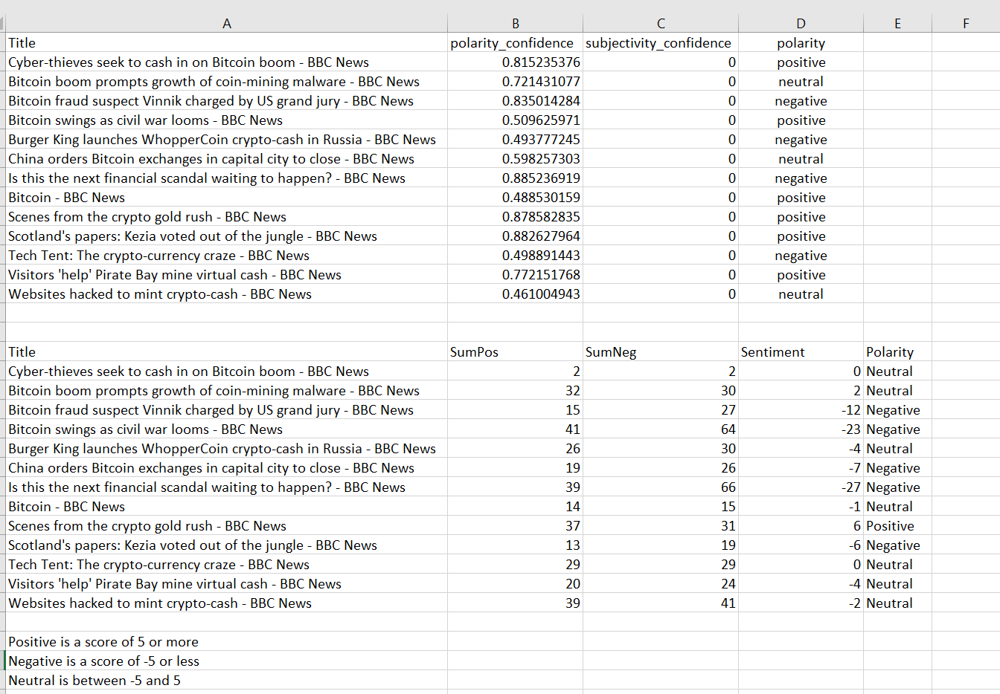 A B C D E F
Title polarity_confidence subjectivity_confidence polarity
Cyber-thieves seek to cash in on Bitcoin boom - BBC News 0.815235376 0 positive
Bitcoin boom prompts growth of coin-mining malware - BBC News 0.721431077 0 neutral
Bitcoin fraud suspect Vinnik charged by US grand jury - BBC News 0.835014284 0 negative
Bitcoin swings as civil war looms - BBC News 0.509625971 0 positive
Burger King launches WhopperCoin crypto-cash in Russia - BBC News 0.493777245 0 negative
China orders Bitcoin exchanges in capital city to close - BBC News 0.598257303 0 neutral
Is this the next financial scandal waiting to happen? - BBC News 0.885236919 0 negative
Bitcoin - BBC News 0.488530159 0 positive
Scenes from the crypto gold rush - BBC News 0.878582835 0 positive
Scotland's papers: Kezia voted out of the jungle - BBC News 0.882627964 0 positive
Tech Tent: The crypto-currency craze - BBC News 0.498891443 0 negative
Visitors 'help' Pirate Bay mine virtual cash - BBC News 0.772151768 0 positive
Websites hacked to mint crypto-cash - BBC News 0.461004943 0 neutral
Title SumPos SumNeg Sentiment Polarity
Cyber-thieves seek to cash in on Bitcoin boom - BBC News 2 2 0 Neutral
Bitcoin boom prompts growth of coin-mining malware - BBC News 32 30 2 Neutral
Bitcoin fraud suspect Vinnik charged by US grand jury - BBC News 15 27 -12 Negative
Bitcoin swings as civil war looms - BBC News 41 64 -23 Negative
Burger King launches WhopperCoin crypto-cash in Russia - BBC News 26 30 -4 Neutral
China orders Bitcoin exchanges in capital city to close - BBC News 19 26 -7 Negative
Is this the next financial scandal waiting to happen? - BBC News 39 66 -27 Negative
Bitcoin - BBC News 14 15 -1 Neutral
Scenes from the crypto gold rush - BBC News 37 31 6 Positive
Scotland's papers: Kezia voted out of the jungle - BBC News 13 19 -6 Negative
Tech Tent: The crypto-currency craze - BBC News 29 29 0 Neutral
Visitors 'help' Pirate Bay mine virtual cash - BBC News 20 24 -4 Neutral
Websites hacked to mint crypto-cash - BBC News 39 41 -2 Neutral
Positive is a score of 5 or more
Negative is a score of -5 or less
Neutral is between -5 and 5